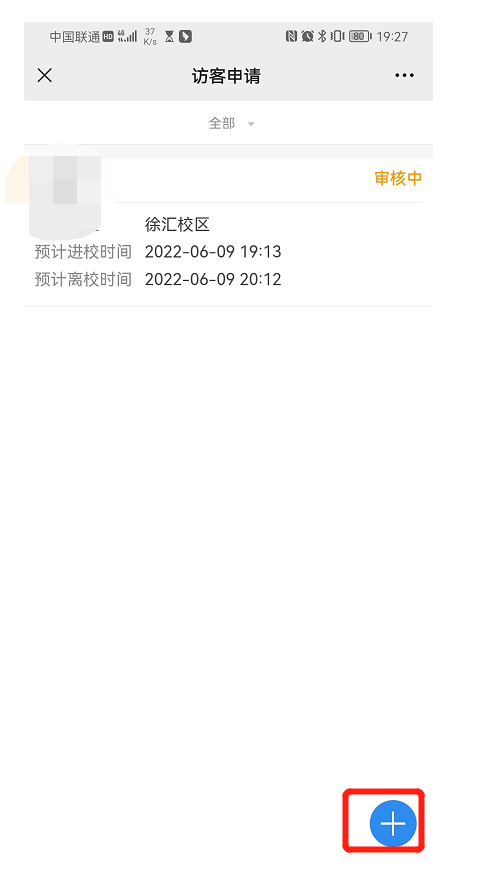 中国联通 HD 4G 37 K/s 80 19:27
访客申请
全部
审核中
徐汇校区
预计进校时间 2022-06-09 19:13
预计离校时间 2022-06-09 20:12